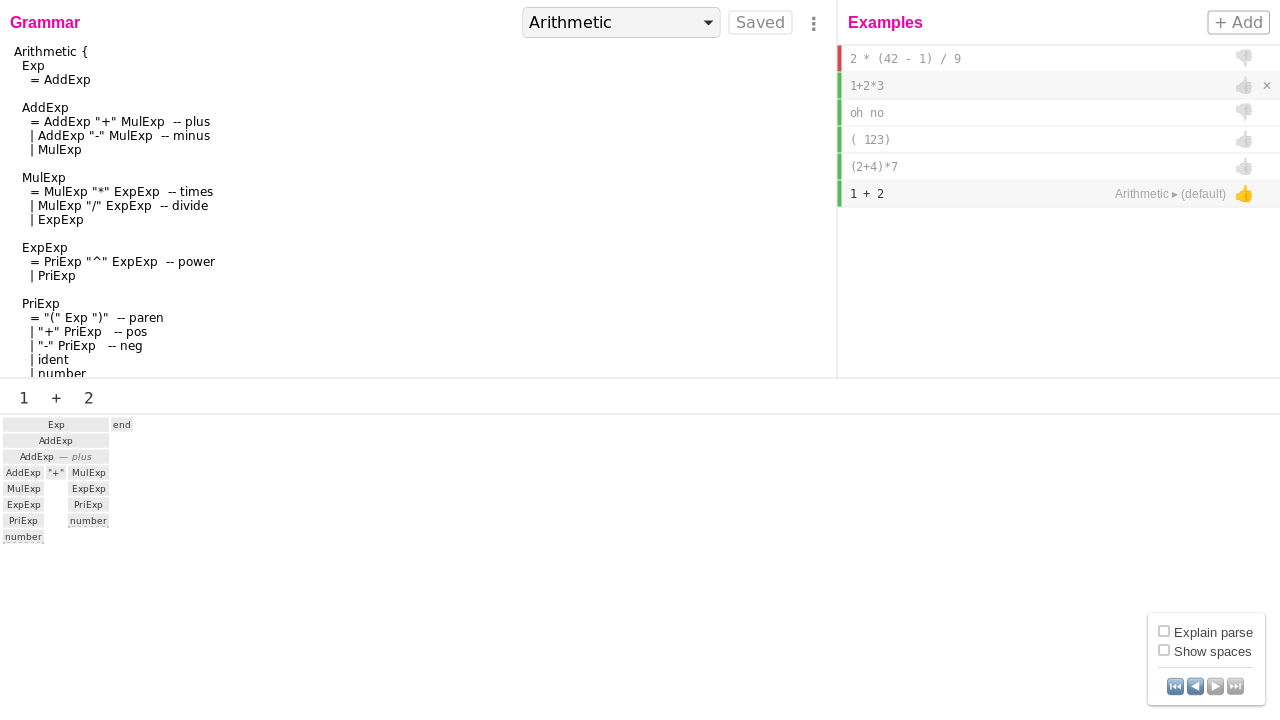 Grammar
Arithmetic
Saved
Examples
+ Add
Arithmetic {
Exp
= AddExp
AddExp
= AddExp "+" MulExp -- plus
| AddExp "-" MulExp -- minus
| MulExp
MulExp
= MulExp "*" ExpExp -- times
| MulExp "/" ExpExp -- divide
| ExpExp
ExpExp
= PriExp "^" ExpExp -- power
| PriExp
PriExp
= "(" Exp ")" -- paren
| "+" PriExp -- pos
| "-" PriExp -- neg
| ident
| number
2 * (42 - 1) / 9
1+2*3 ×
oh no
( 123)
(2+4)*7
1 + 2 Arithmetic ▸ (default)
1 + 2
Exp end
AddExp
AddExp — plus
AddExp "+" MulExp
MulExp ExpExp
ExpExp PriExp
PriExp number
number
Explain parse
Show spaces